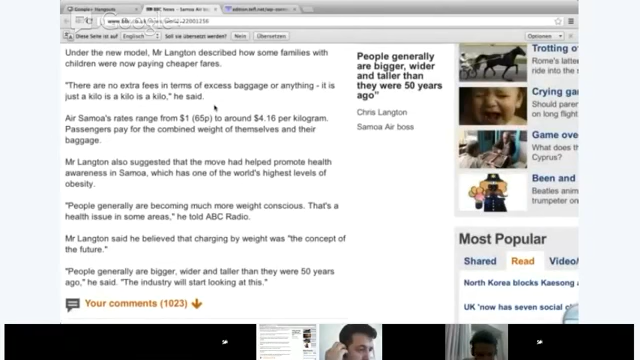 Google+ Hangouts
BBC News - Samoa Air bos
Diese Seite ist auf
Englisch
Soll sie übersetzt werden?
Nein
Übersetzen
Optionen
Under the new model, Mr Langton described how some families with
children were now paying cheaper fares.
"There are no extra fees in terms of excess baggage or anything - it is
just a kilo is a kilo is a kilo," he said.
Air Samoa's rates range from $1 (65p) to around $4.16 per kilogram.
Passengers pay for the combined weight of themselves and their
baggage.
Mr Langton also suggested that the move had helped promote health
awareness in Samoa, which has one of the world's highest levels of
obesity.
"People generally are becoming much more weight conscious. That's a
health issue in some areas," he told ABC Radio.
Mr Langton said he believed that charging by weight was "the concept of
the future."
"People generally are bigger, wider and taller than they were 50 years
ago," he said. "The industry will start looking at this."
Your comments (1023)
People generally
are bigger, wider
and taller than
they were 50 years
ago"
Chris Langton
Samoa Air boss
Trotting o
Rome's latter
ride into the
Crying gar
Should paren
on long flight
Game ove
What are the
Cyprus?
Been and
Beatles anim
trumpeter on
Most Popular
Shared
Read
Video/
North Korea blocks Kaesong
UK 'now has seven social